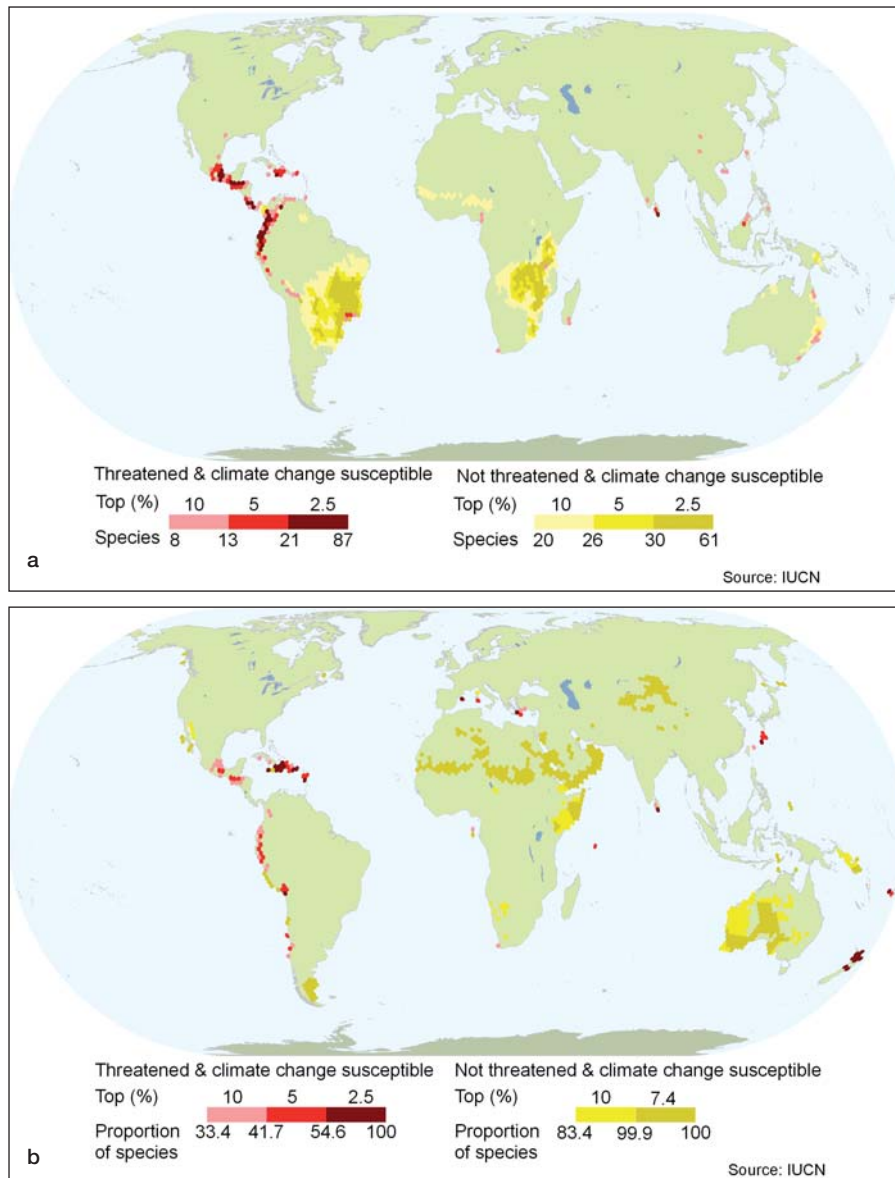 Threatened & climate change susceptible
Top (%) 10 5 2.5
Species 8 13 21 87
Not threatened & climate change susceptible
Top (%) 10 5 2.5
Species 20 26 30 61
a
Source: IUCN
Threatened & climate change susceptible
Top (%) 10 5 2.5
Proportion 33.4 41.7 54.6 100
of species
Not threatened & climate change susceptible
Top (%) 10 7.4
Proportion 83.4 99.9 100
of species
b
Source: IUCN